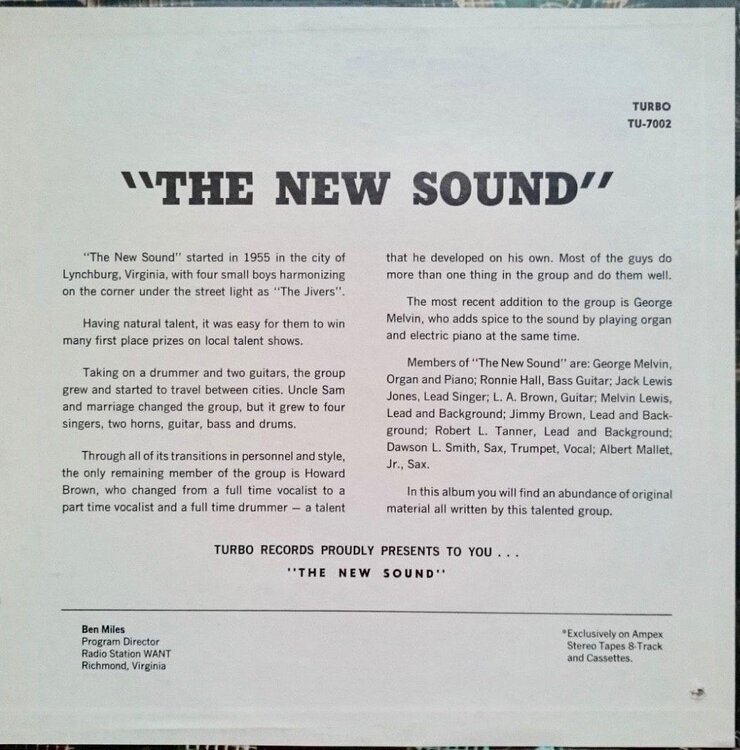 TURBO
TU-7002
"THE NEW SOUND"
"The New Sound" started in 1955 in the city of
Lynchburg, Virginia, with four small boys harmonizing
on the corner under the street light as "The Jivers".
Having natural talent, it was easy for them to win
many first place prizes on local talent shows.
Taking on a drummer and two guitars, the group
grew and started to travel between cities. Uncle Sam
and marriage changed the group, but it grew to four
singers, two horns, guitar, bass and drums.
Through all of its transitions in personnel and style,
the only remaining member of the group is Howard
Brown, who changed from a full time vocalist to a
part time vocalist and a full time drummer — a talent
that he developed on his own. Most of the guys do
more than one thing in the group and do them well.
The most recent addition to the group is George
Melvin, who adds spice to the sound by playing organ
and electric piano at the same time.
Members of "The New Sound" are: George Melvin,
Organ and Piano; Ronnie Hall, Bass Guitar; Jack Lewis
Jones, Lead Singer; L. A. Brown, Guitar; Melvin Lewis,
Lead and Background; Jimmy Brown, Lead and Back-
ground; Robert L. Tanner, Lead and Background;
Dawson L. Smith, Sax, Trumpet, Vocal; Albert Mallet,
Jr., Sax.
In this album you will find an abundance of original
material all written by this talented group.
TURBO RECORDS PROUDLY PRESENTS TO YOU . . .
"THE NEW SOUND"
Ben Miles
Program Director
Radio Station WANT
Richmond, Virginia
*Exclusively on Ampex
Stereo Tapes 8-Track
and Cassettes.